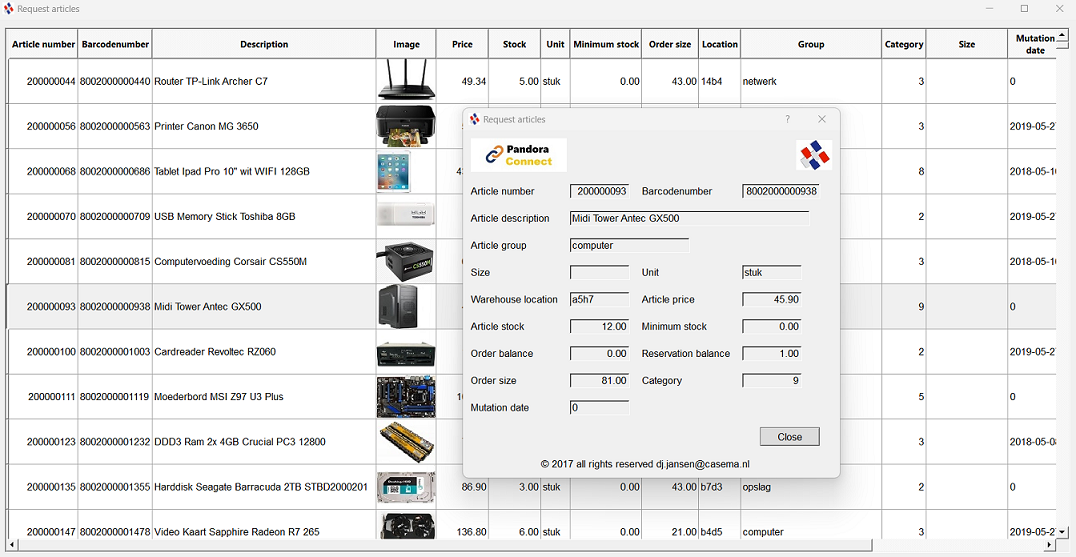 Request articles
Article number Barcodenumber Description Image Price Stock Unit Minimum stock Order size Location Group Category Size Mutation date
200000044 8002000000440 Router TP-Link Archer C7 49.34 5.00 stuk 0.00 43.00 14b4 netwerk 3 0
200000056 8002000000563 Printer Canon MG 3650 3 2019-05-27
200000068 8002000000686 Tablet Ipad Pro 10" wit WIFI 128GB 8 2018-05-10
200000070 8002000000709 USB Memory Stick Toshiba 8GB 2 2019-05-27
200000081 8002000000815 Computervoeding Corsair CS550M 3 2018-05-10
200000093 8002000000938 Midi Tower Antec GX500 9 0
200000100 8002000001003 Cardreader Revoltec RZ060 2 2019-05-27
200000111 8002000001119 Moederbord MSI Z97 U3 Plus 5 0
200000123 8002000001232 DDD3 Ram 2x 4GB Crucial PC3 12800 3 2018-05-08
200000135 8002000001355 Harddisk Seagate Barracuda 2TB STBD2000201 86.90 3.00 stuk 0.00 43.00 b7d3 opslag 2 0
200000147 8002000001478 Video Kaart Sapphire Radeon R7 265 136.80 6.00 stuk 0.00 21.00 b4d5 computer 3 2019-05-27
Request articles ?
Pandora
Connect
Article number 200000093 Barcodenumber 8002000000938
Article description Midi Tower Antec GX500
Article group computer
Size Unit stuk
Warehouse location a5h7 Article price 45.90
Article stock 12.00 Minimum stock 0.00
Order balance 0.00 Reservation balance 1.00
Order size 81.00 Category 9
Mutation date 0
Close
© 2017 all rights reserved dj.jansen@casema.nl